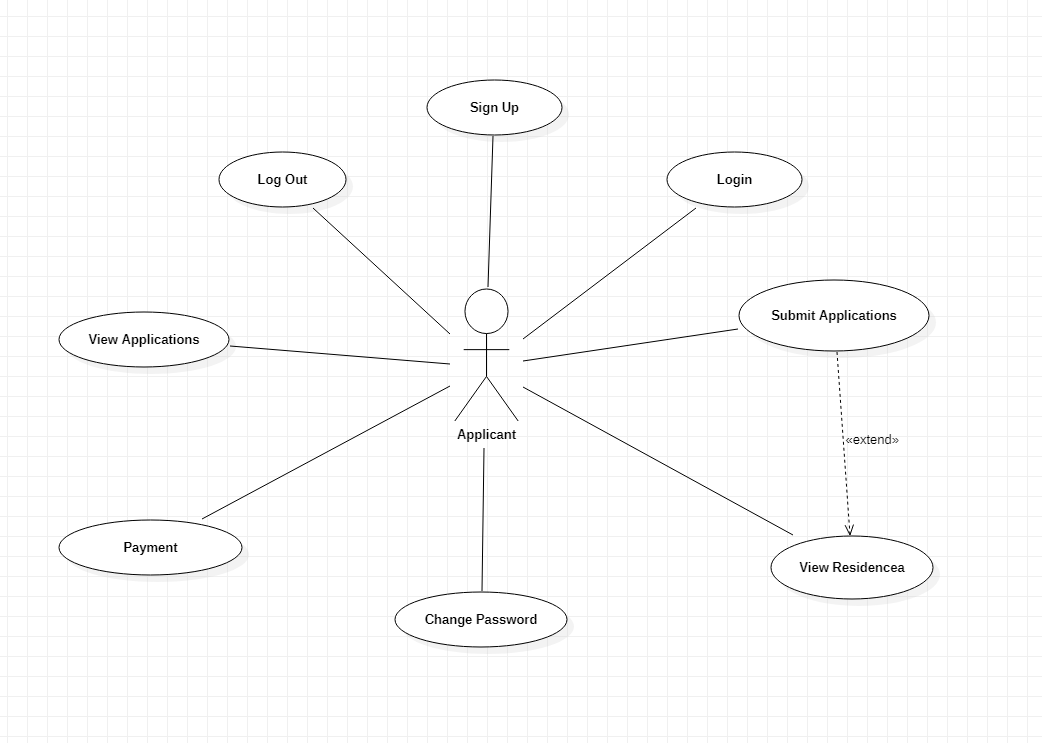 Sign Up
Log Out
Login
Submit Applications
View Applications
Applicant
«extend»
Payment
View Residencea
Change Password